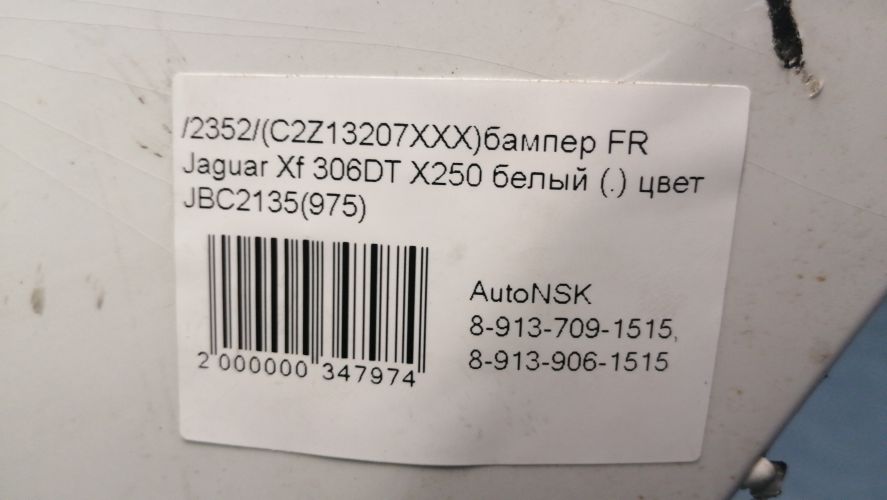 /2352/(C2Z13207XXX)бампер FR
Jaguar Xf 306DT X250 белый (.) цвет
JBC2135(975)
AutoNSK
8-913-709-1515,
8-913-906-1515
2 000000 347974